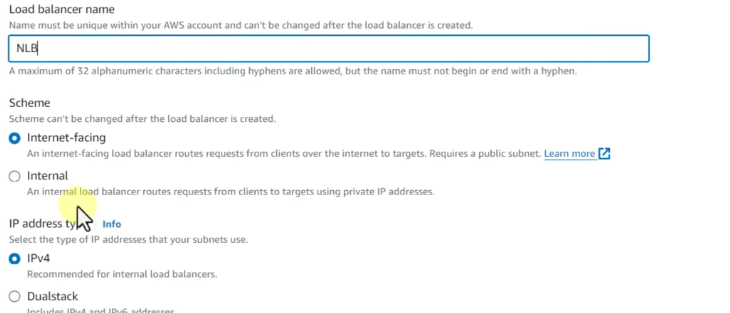 Load balancer name
Name must be unique within your AWS account and can't be changed after the load balancer is created.
NLB
A maximum of 32 alphanumeric characters including hyphens are allowed, but the name must not begin or end with a hyphen.
Scheme
Scheme can't be changed after the load balancer is created.
Internet-facing
An internet-facing load balancer routes requests from clients over the internet to targets. Requires a public subnet. Learn more
Internal
An internal load balancer routes requests from clients to targets using private IP addresses.
IP address Info
Select the type of IP addresses that your subnets use.
IPv4
Recommended for internal load balancers.
Dualstack
Includes IPv4 and IPv6 addresses.